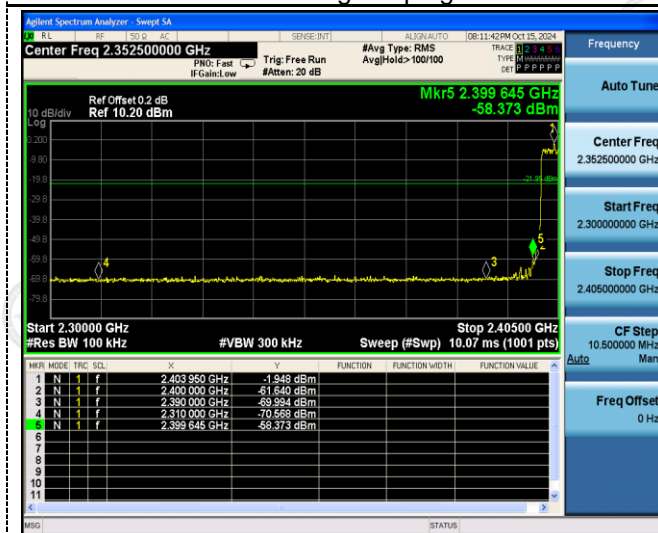 Agilent Spectrum Analyzer - Swept SA
RL RF 50 Ω AC SENSE:INT ALIGNAUTO 08:11:42PM Oct 15, 2024
Center Freq 2.352500000 GHz #Avg Type: RMS TRACE 1 2 3 4 5 6
PNO: Fast Trig: Free Run Avg|Hold>100/100 TYPE M
IFGain:Low #Atten: 20 dB DET P P P P P P
Frequency
Auto Tune
Mkr5 2.399 645 GHz
-58.373 dBm
Ref Offset 0.2 dB
10 dB/div Ref 10.20 dBm
Log
0.200
-9.80
-19.8
-29.8
-39.8
-49.8
-59.8
-69.8
-79.8
-21.95 dBm
1
5
2
3
4
Center Freq
2.352500000 GHz
Start Freq
2.300000000 GHz
Stop Freq
2.405000000 GHz
Start 2.30000 GHz Stop 2.40500 GHz
#Res BW 100 kHz #VBW 300 kHz Sweep (#Swp) 10.07 ms (1001 pts)
CF Step
10.500000 MHz
Auto Man
MKR MODE TRC SCL X Y FUNCTION FUNCTION WIDTH FUNCTION VALUE
1 N 1 f 2.403 950 GHz -1.948 dBm
2 N 1 f 2.400 000 GHz -61.640 dBm
3 N 1 f 2.390 000 GHz -69.994 dBm
4 N 1 f 2.310 000 GHz -70.568 dBm
5 N 1 f 2.399 645 GHz -58.373 dBm
6
7
8
9
10
11
Freq Offset
0 Hz
MSG STATUS